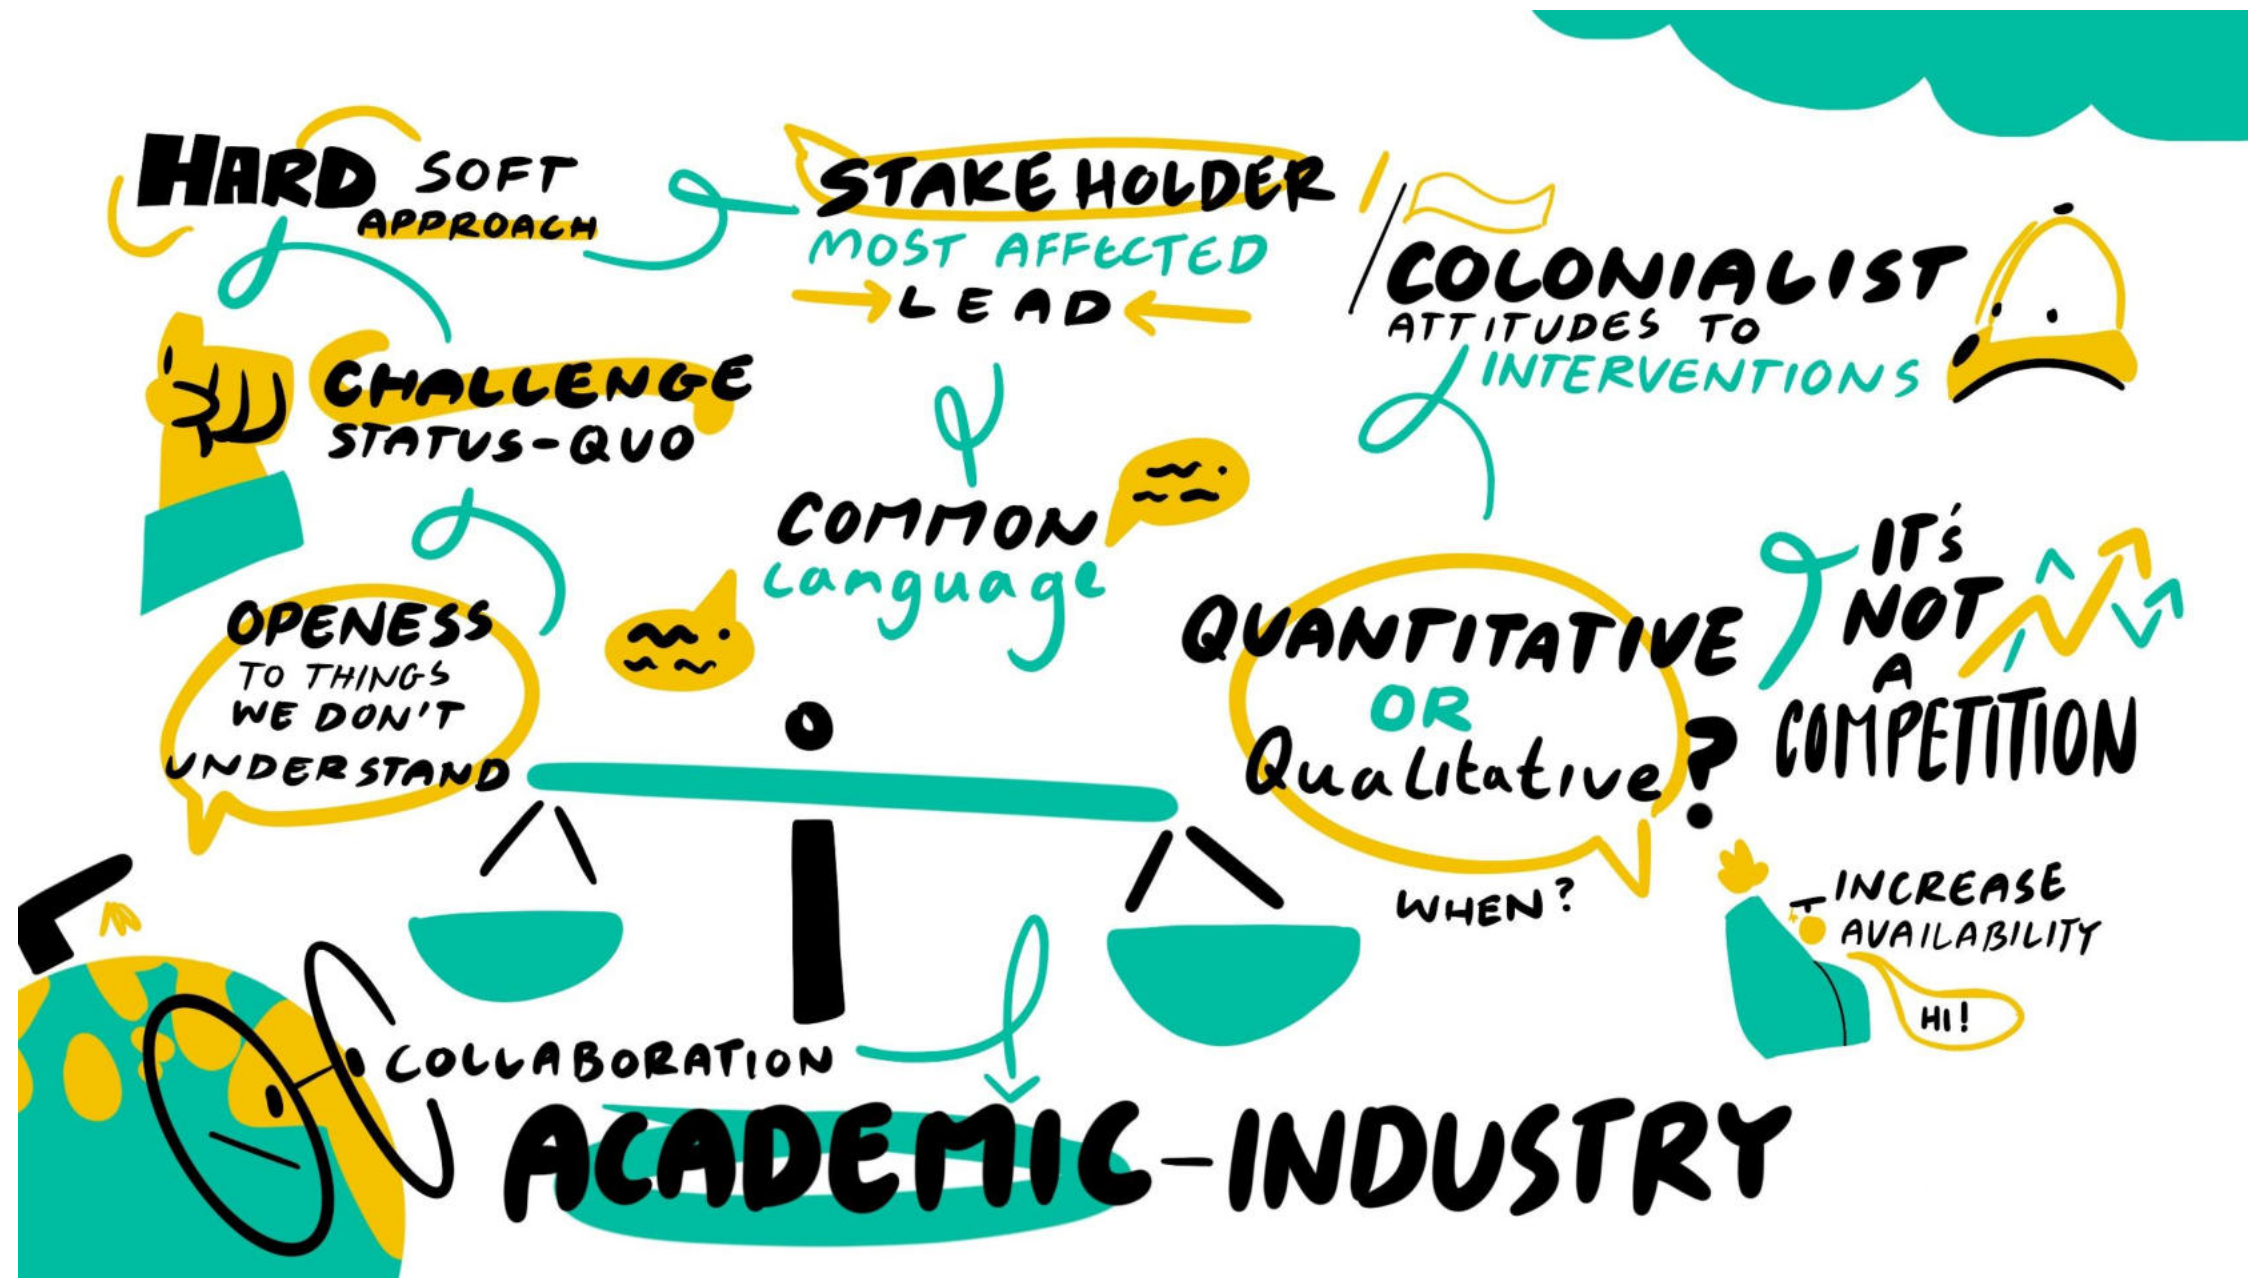 HARD SOFT
APPROACH
STAKE HOLDER
MOST AFFECTED
LEAD
COLONIALIST
ATTITUDES TO
INTERVENTIONS
CHALLENGE
STATUS-QUO
COMMON
Language
OPENESS
TO THINGS
WE DON'T
UNDERSTAND
QUANTITATIVE
OR
Qualitative?
WHEN?
IT'S
NOT
A
COMPETITION
INCREASE
AVAILABILITY
HI!
COLLABORATION
ACADEMIC-INDUSTRY